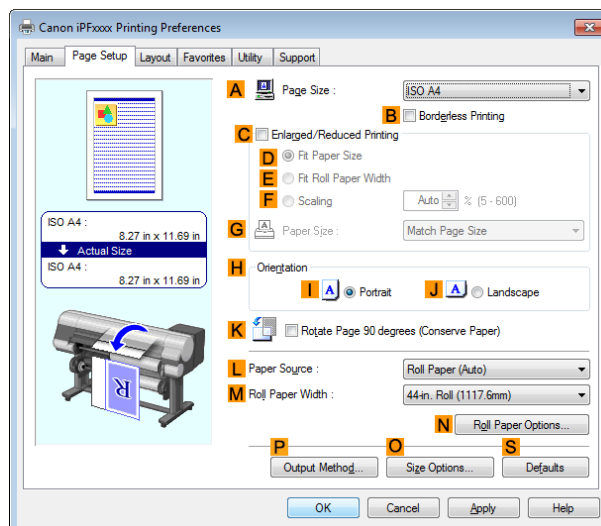 Canon iPFxxxx Printing Preferences
Main Page Setup Layout Favorites Utility Support
A Page Size : ISO A4
B Borderless Printing
C Enlarged/Reduced Printing
D Fit Paper Size
E Fit Roll Paper Width
F Scaling Auto % (5 - 600)
ISO A4 :
8.27 in x 11.69 in
Actual Size
ISO A4 :
8.27 in x 11.69 in
G A Paper Size : Match Page Size
H Orientation
I A Portrait J A Landscape
K Rotate Page 90 degrees (Conserve Paper)
R
L Paper Source : Roll Paper (Auto)
M Roll Paper Width : 44-in. Roll (1117.6mm)
N Roll Paper Options...
P O S
Output Method... Size Options... Defaults
OK Cancel Apply Help